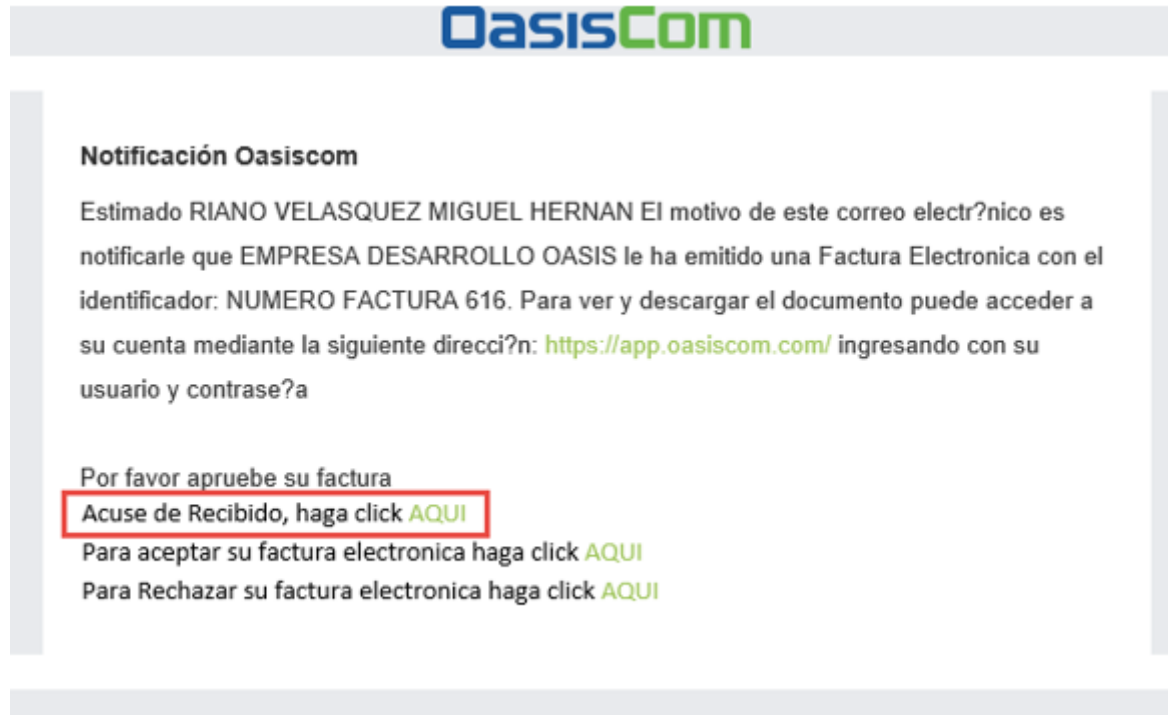 OasisCom
Notificación Oasiscom
Estimado RIANO VELASQUEZ MIGUEL HERNAN El motivo de este correo electr?nico es
notificarle que EMPRESA DESARROLLO OASIS le ha emitido una Factura Electronica con el
identificador: NUMERO FACTURA 616. Para ver y descargar el documento puede acceder a
su cuenta mediante la siguiente direcci?n: https://app.oasiscom.com/ ingresando con su
usuario y contrase?a
Por favor apruebe su factura
Acuse de Recibido, haga click AQUI
Para aceptar su factura electronica haga click AQUI
Para Rechazar su factura electronica haga click AQUI